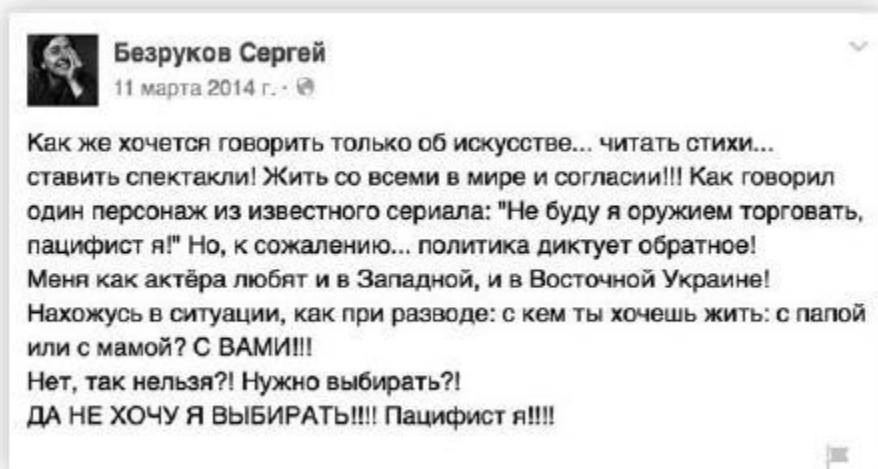 Безруков Сергей
11 марта 2014 г. ·
Как же хочется говорить только об искусстве... читать стихи...
ставить спектакли! Жить со всеми в мире и согласии!!! Как говорил
один персонаж из известного сериала: "Не буду я оружием торговать,
пацифист я!" Но, к сожалению... политика диктует обратное!
Меня как актёра любят и в Западной, и в Восточной Украине!
Нахожусь в ситуации, как при разводе: с кем ты хочешь жить: с папой
или с мамой? С ВАМИ!!!
Нет, так нельзя?! Нужно выбирать?!
ДА НЕ ХОЧУ Я ВЫБИРАТЬ!!!! Пацифист я!!!!